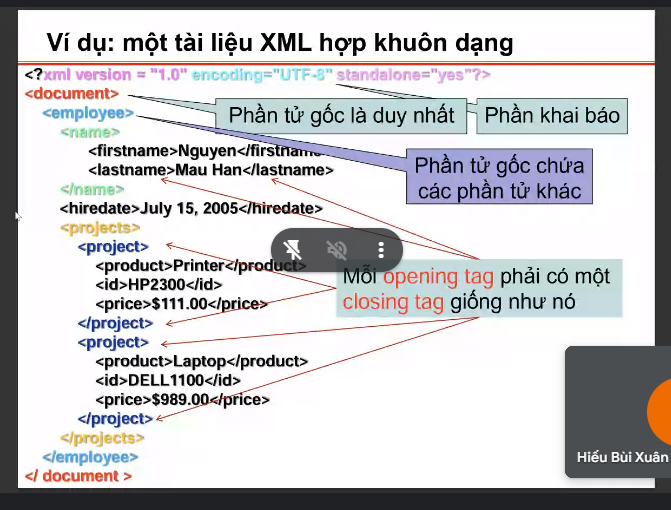 Ví dụ: một tài liệu XML hợp khuôn dạng
<?xml version = "1.0" encoding="UTF-8" standalone="yes"?>
<document>
Phần tử gốc là duy nhất
Phần khai báo
<employee>
<name>
<firstname>Nguyen</firstname
<lastname>Mau Han</lastname>
Phần tử gốc chứa
các phần tử khác
</name>
<hiredate>July 15, 2005</hiredate>
<projects>
<project>
<product>Printer</product>
<id>HP2300</id>
<price>$111.00</price>
Mỗi opening tag phải có một
closing tag giống như nó
</project>
<project>
<product>Laptop</product>
<id>DELL1100</id>
<price>$989.00</price>
</project>
</projects>
</employee>
</ document >
Hiếu Bùi Xuân